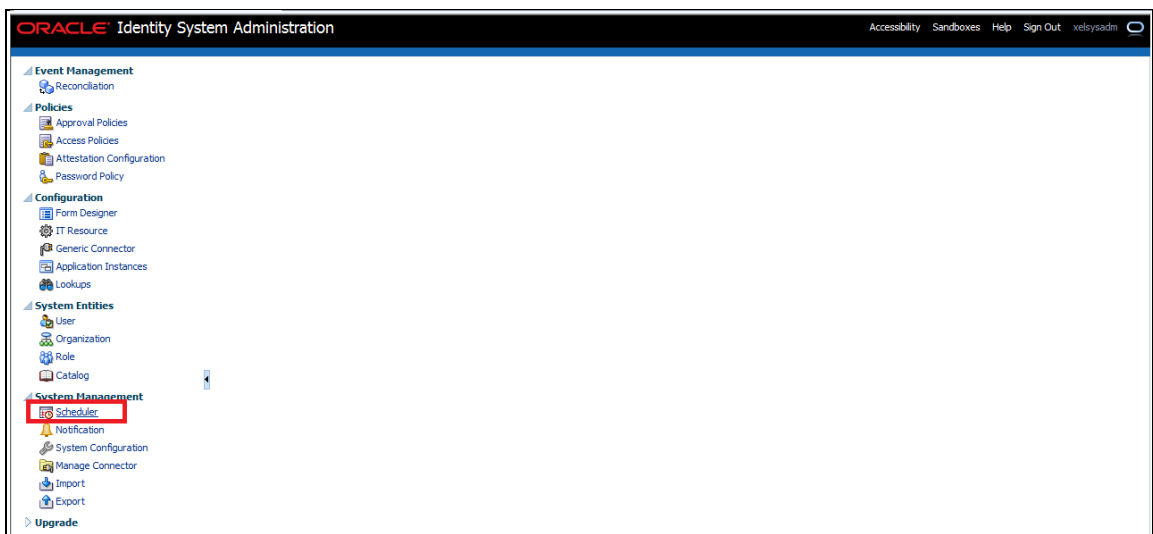 ORACLE Identity System Administration
Accessibility Sandboxes Help Sign Out xelsysadm
Event Management
Reconciliation
Policies
Approval Policies
Access Policies
Attestation Configuration
Password Policy
Configuration
Form Designer
IT Resource
Generic Connector
Application Instances
Lookups
System Entities
User
Organization
Role
Catalog
System Management
Scheduler
Notification
System Configuration
Manage Connector
Import
Export
Upgrade